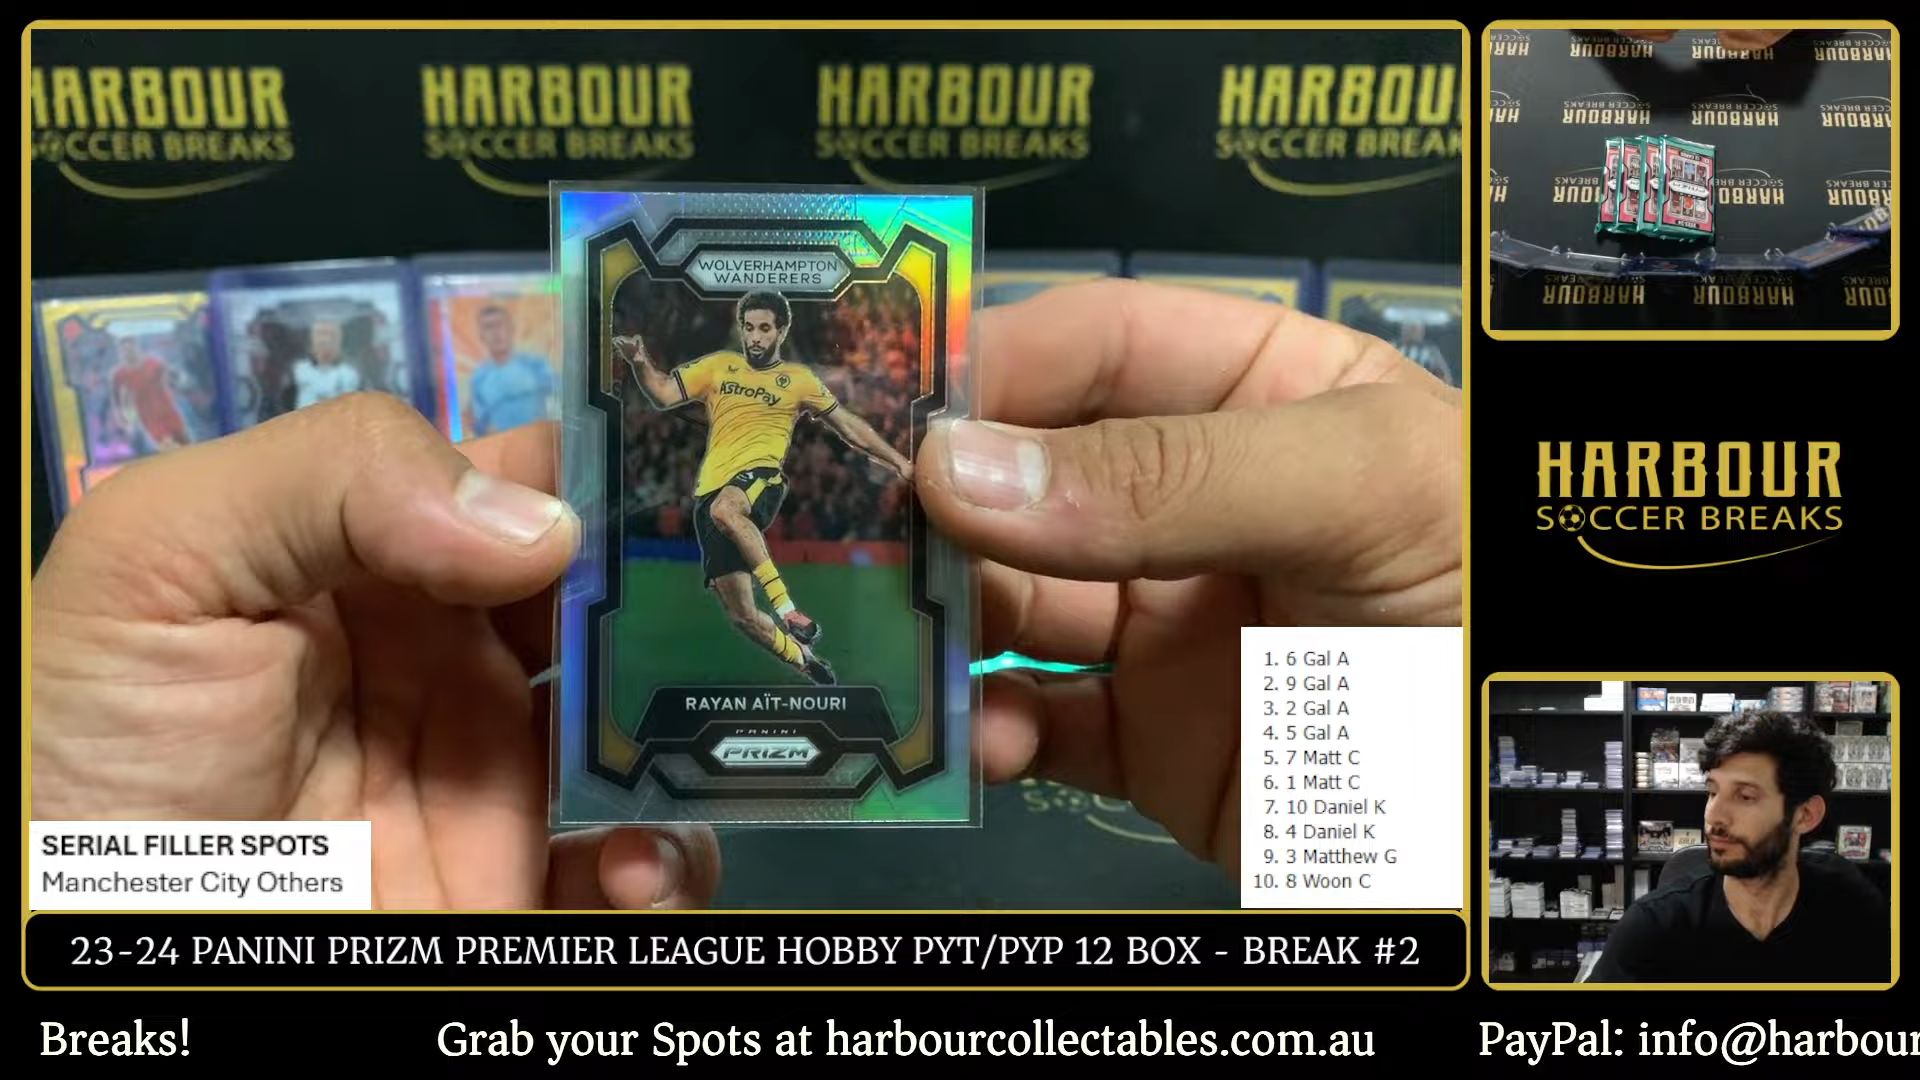 HARBOUR
SOCCER BREAKS
HARBOUR
SOCCER BREAKS
HARBOUR
SOCCER BREAKS
HARBOUR
SOCCER BREAKS
WOLVERHAMPTON
WANDERERS
AstroPay
RAYAN AÏT-NOURI
PANINI
PRIZM
1. 6 Gal A
2. 9 Gal A
3. 2 Gal A
4. 5 Gal A
5. 7 Matt C
6. 1 Matt C
7. 10 Daniel K
8. 4 Daniel K
9. 3 Matthew G
10. 8 Woon C
SERIAL FILLER SPOTS
Manchester City Others
HARBOUR
SOCCER BREAKS
23-24 PANINI PRIZM PREMIER LEAGUE HOBBY PYT/PYP 12 BOX - BREAK #2
Breaks! Grab your Spots at harbourcollectables.com.au PayPal: info@harbour